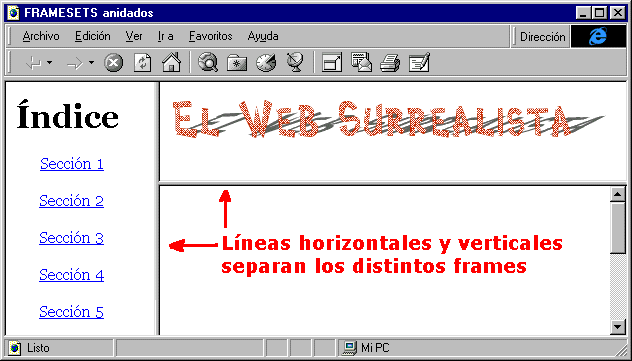 FRAMESETS anidados
Archivo Edición Ver Ir a Favoritos Ayuda Dirección
Índice
Sección 1
Sección 2
Sección 3
Sección 4
Sección 5
El Web Surrealista
Líneas horizontales y verticales
separan los distintos frames
Listo
Mi PC